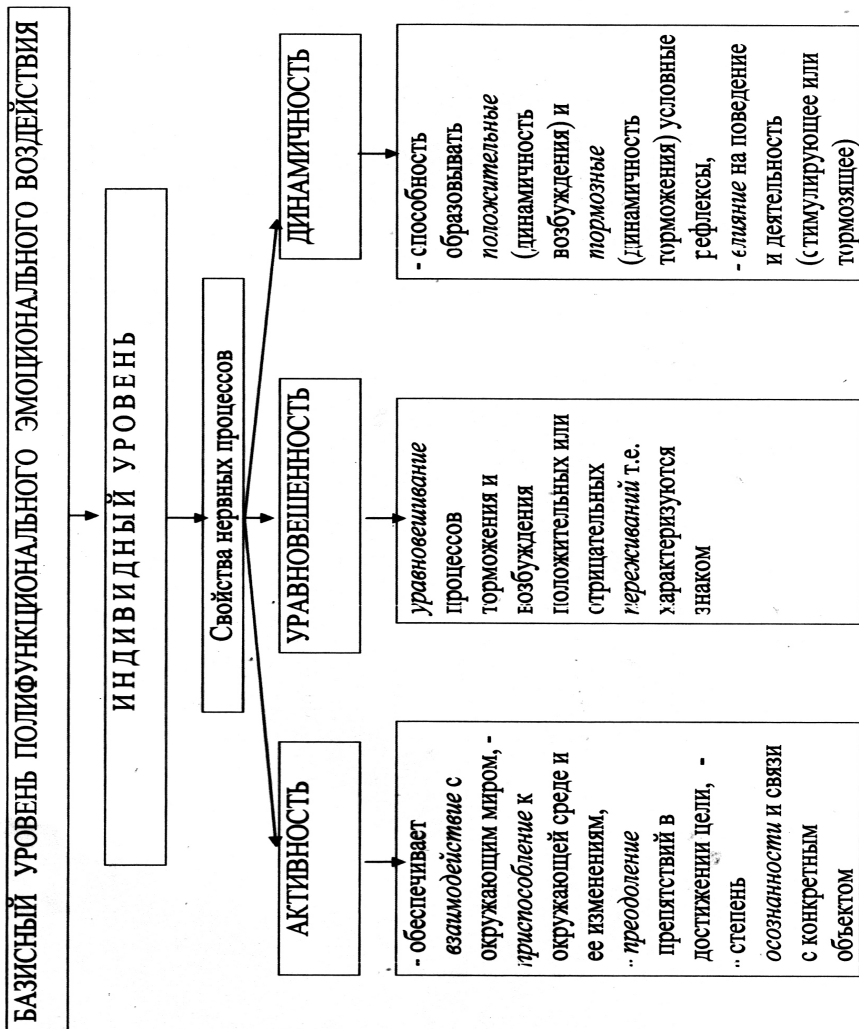 БАЗИСНЫЙ УРОВЕНЬ ПОЛИФУНКЦИОНАЛЬНОГО ЭМОЦИОНАЛЬНОГО ВОЗДЕЙСТВИЯ
ИНДИВИДНЫЙ УРОВЕНЬ
Свойства нервных процессов
АКТИВНОСТЬ
- обеспечивает
взаимодействие с
окружающим миром, -
приспособление к
окружающей среде и
ее изменениям,
- преодоление
препятствий в
достижении цели, -
- степень
осознанности и связи
с конкретным
объектом
УРАВНОВЕШЕННОСТЬ
уравновешивание
процессов
торможения и
возбуждения
положительных или
отрицательных
переживаний т.е.
характеризуются
знаком
ДИНАМИЧНОСТЬ
- способность
образовывать
положительные
(динамичность
возбуждения) и
тормозные
(динамичность
торможения) условные
рефлексы,
- влияние на поведение
и деятельность
(стимулирующее или
тормозящее)